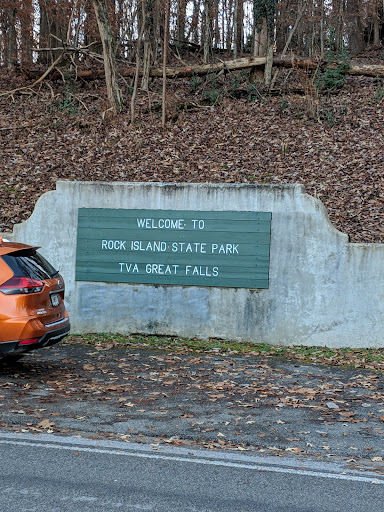 WELCOME TO
ROCK ISLAND STATE PARK
TVA GREAT FALLS